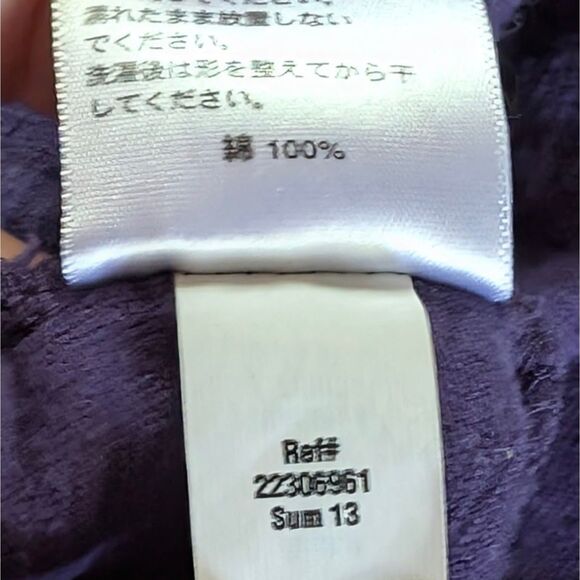 濡れたまま放置しない
でください。
洗濯後は形を整えてから干
してください。
綿 100%
Ref#
22306961
Sum 13